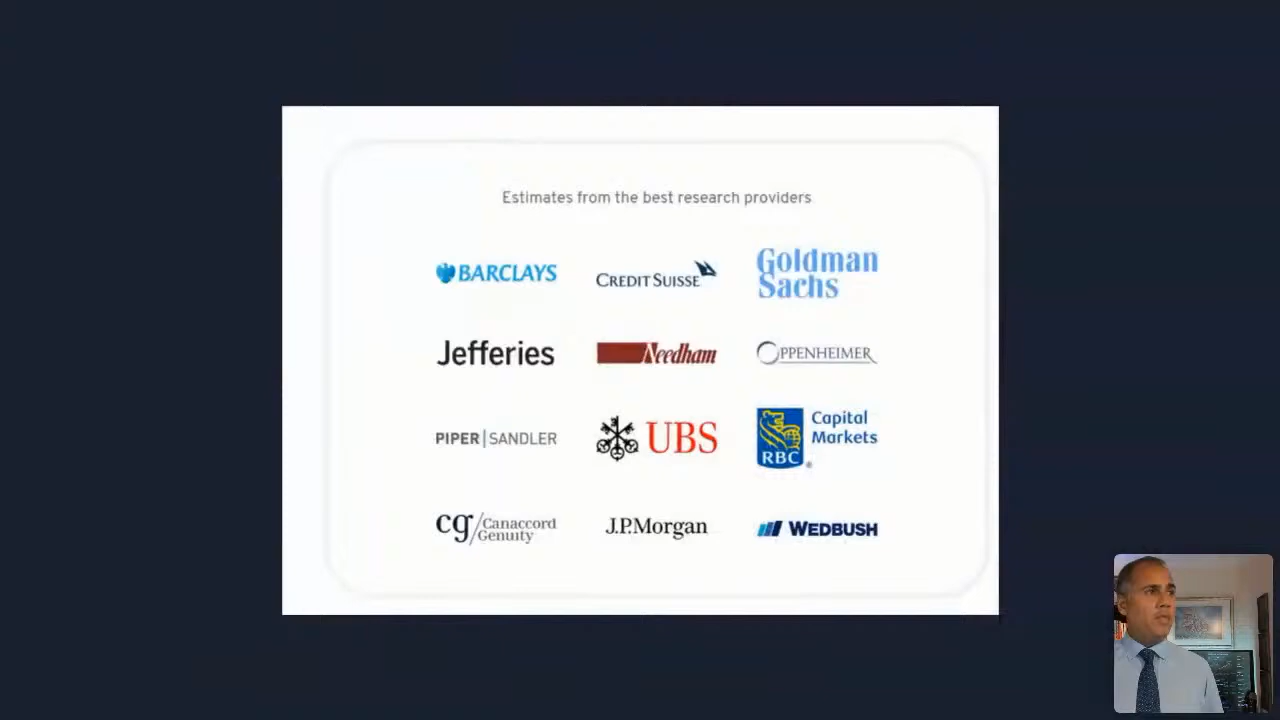 Estimates from the best research providers
BARCLAYS
CREDIT SUISSE
Goldman
Sachs
Jefferies
Needham
OPPENHEIMER
PIPER|SANDLER
UBS
RBC
®
Capital
Markets
cg/Canaccord
Genuity
J.P.Morgan
WEDBUSH